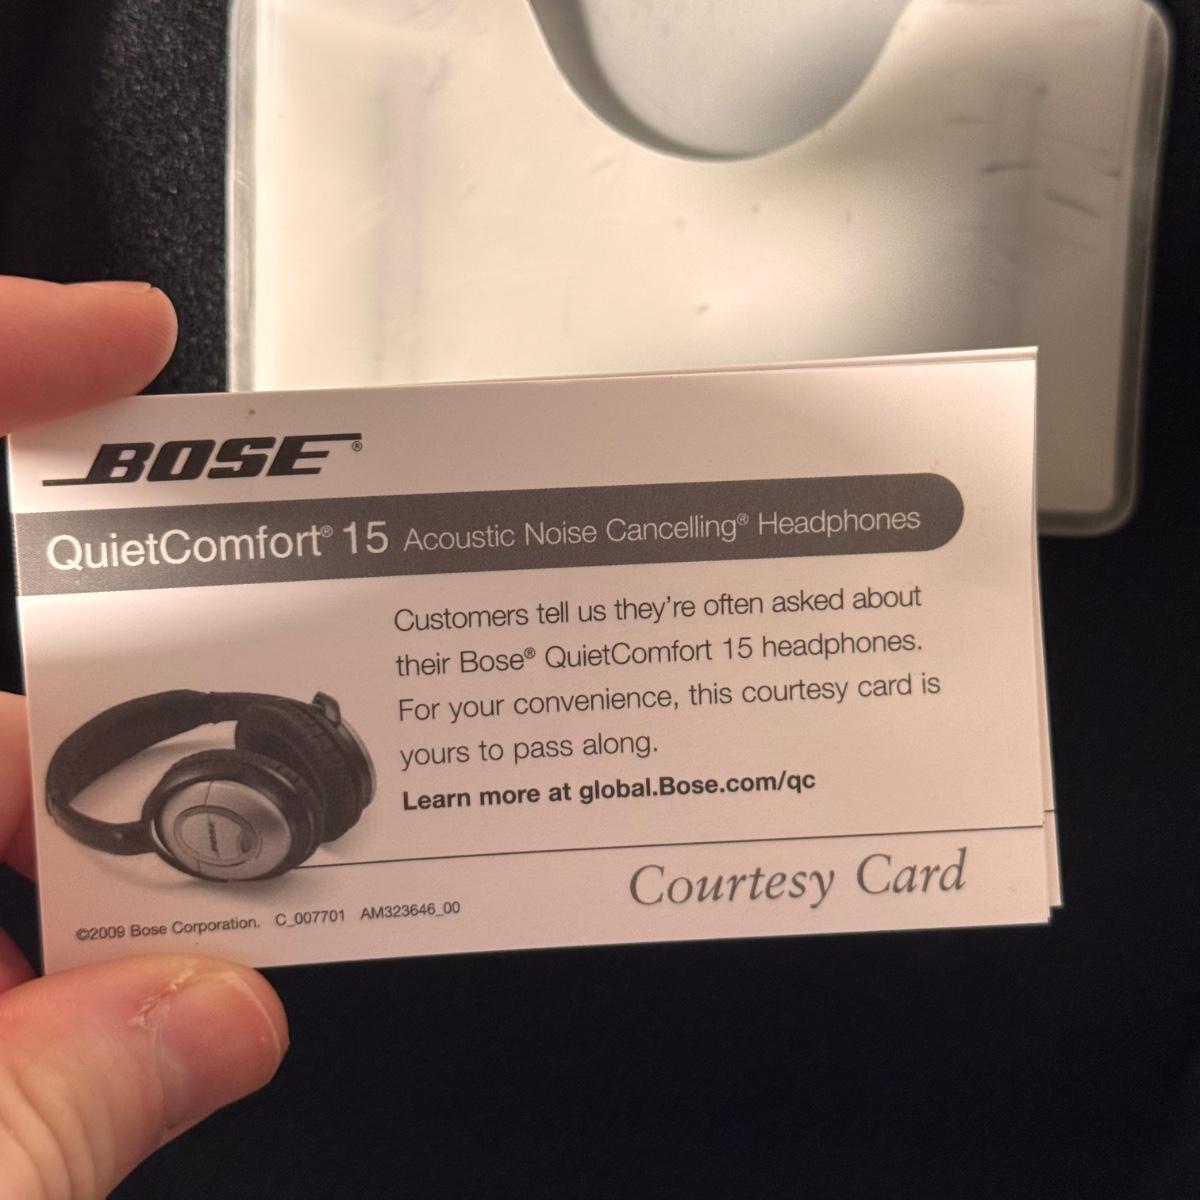 BOSE®
QuietComfort® 15 Acoustic Noise Cancelling® Headphones
Customers tell us they're often asked about
their Bose® QuietComfort 15 headphones.
For your convenience, this courtesy card is
yours to pass along.
Learn more at global.Bose.com/qc
BOSE
Courtesy Card
©2009 Bose Corporation. C_007701 AM323646_00